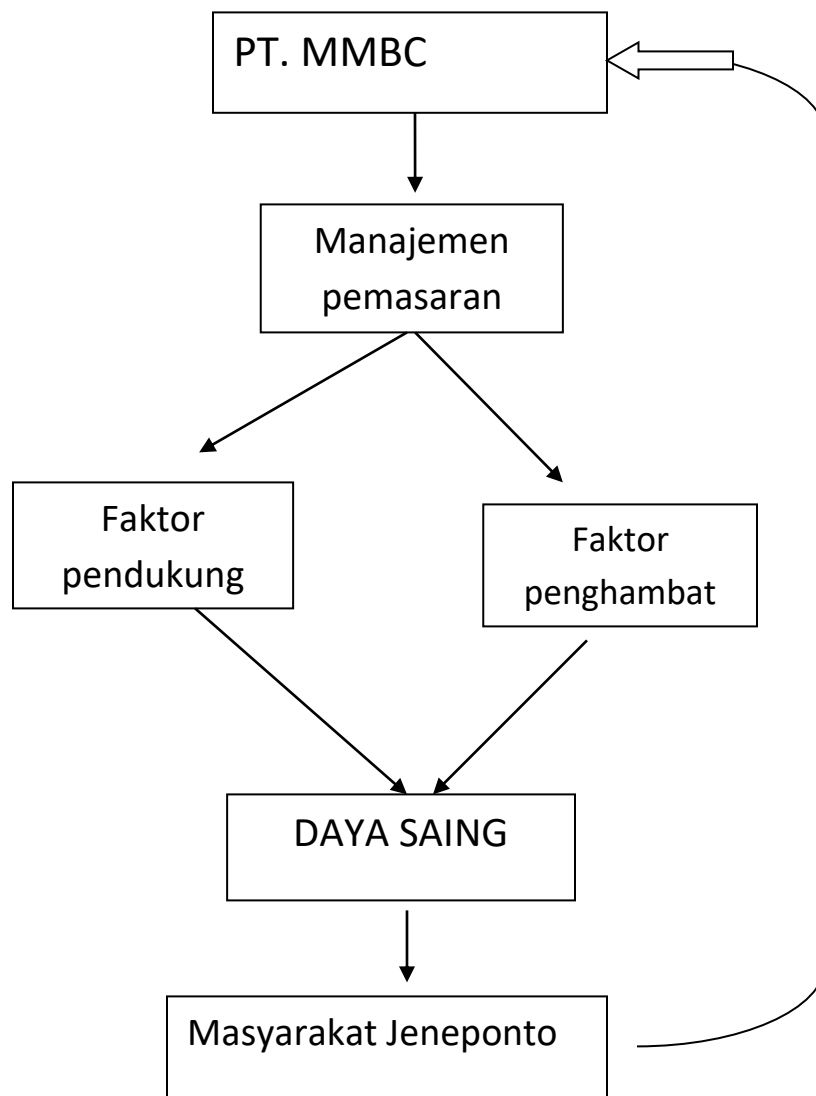 PT. MMBC
Manajemen
pemasaran
Faktor
pendukung
Faktor
penghambat
DAYA SAING
Masyarakat Jeneponto